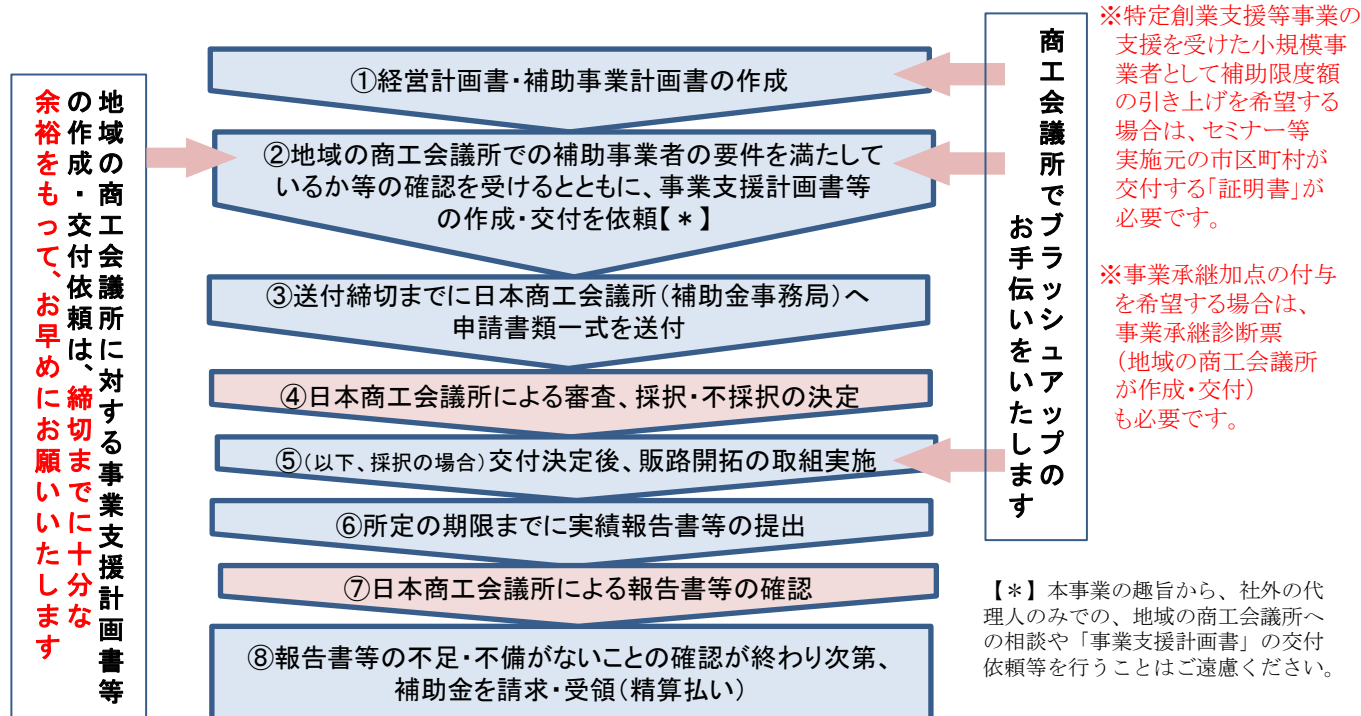 地域の商工会議所に対する事業支援計画書等
の作成・交付依頼は、締切までに十分な
余裕をもって、お早めにお願いいたします
①経営計画書・補助事業計画書の作成
②地域の商工会議所での補助事業者の要件を満たして
いるか等の確認を受けるとともに、事業支援計画書等
の作成・交付を依頼【＊】
③送付締切までに日本商工会議所（補助金事務局）へ
申請書類一式を送付
④日本商工会議所による審査、採択・不採択の決定
⑤（以下、採択の場合）交付決定後、販路開拓の取組実施
⑥所定の期限までに実績報告書等の提出
⑦日本商工会議所による報告書等の確認
⑧報告書等の不足・不備がないことの確認が終わり次第、
補助金を請求・受領（精算払い）
商工会議所でブラッシュアップの
お手伝いをいたします
※特定創業支援等事業の
支援を受けた小規模事
業者として補助限度額
の引き上げを希望する
場合は、セミナー等
実施元の市区町村が
交付する「証明書」が
必要です。
※事業承継加点の付与
を希望する場合は、
事業承継診断票
（地域の商工会議所
が作成・交付）
も必要です。
【＊】本事業の趣旨から、社外の代
理人のみでの、地域の商工会議所へ
の相談や「事業支援計画書」の交付
依頼等を行うことはご遠慮ください。